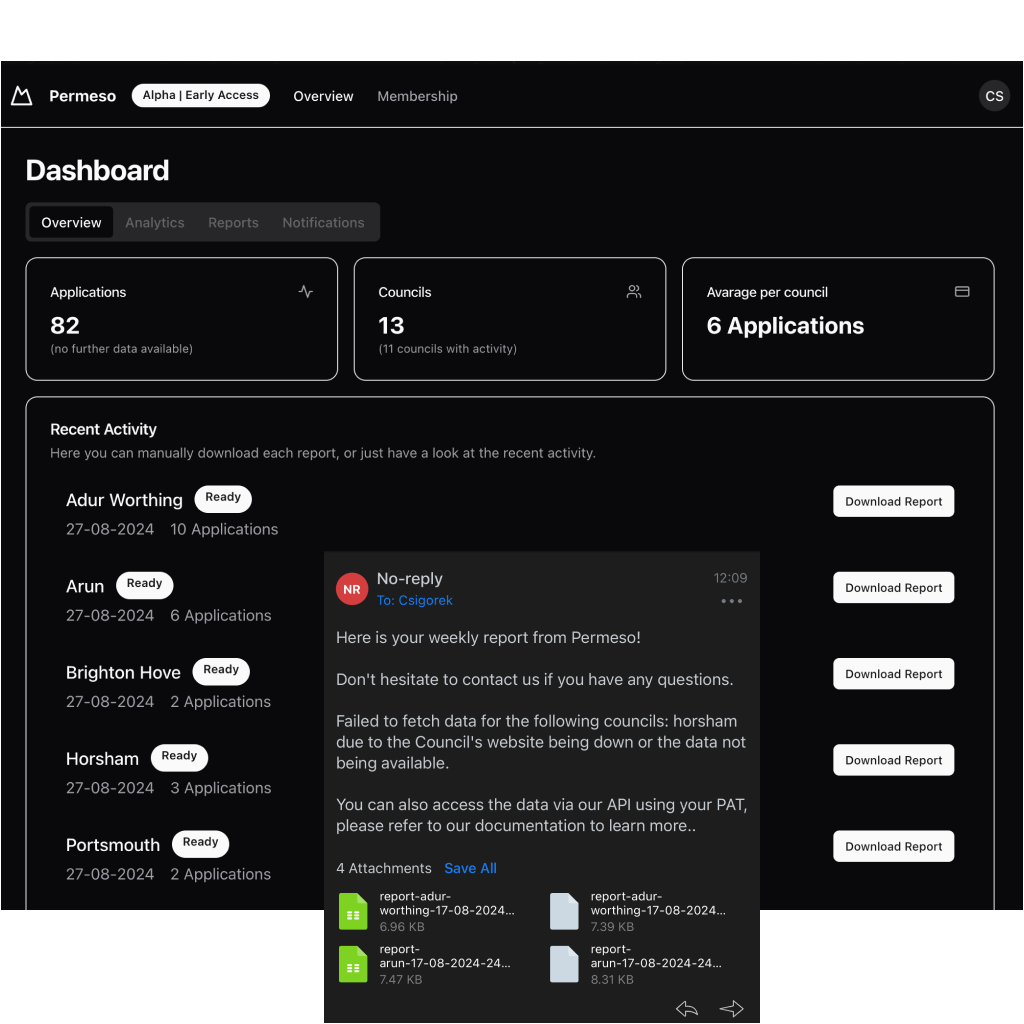 Permeso Alpha | Early Access Overview Membership CS
Dashboard
Overview Analytics Reports Notifications
Applications
82
(no further data available)
Councils
13
(11 councils with activity)
Avarage per council
6 Applications
Recent Activity
Here you can manually download each report, or just have a look at the recent activity.
Adur Worthing Ready
27-08-2024 10 Applications
Download Report
Arun Ready
27-08-2024 6 Applications
Download Report
Brighton Hove Ready
27-08-2024 2 Applications
Download Report
Horsham Ready
27-08-2024 3 Applications
Download Report
Portsmouth Ready
27-08-2024 2 Applications
Download Report
NR
No-reply
12:09
To: Csigorek
Here is your weekly report from Permeso!
Don't hesitate to contact us if you have any questions.
Failed to fetch data for the following councils: horsham
due to the Council's website being down or the data not
being available.
You can also access the data via our API using your PAT,
please refer to our documentation to learn more..
4 Attachments Save All
report-adur-
worthing-17-08-2024...
6.96 KB
report-adur-
worthing-17-08-2024...
7.39 KB
report-
arun-17-08-2024-24...
7.47 KB
report-
arun-17-08-2024-24...
8.31 KB